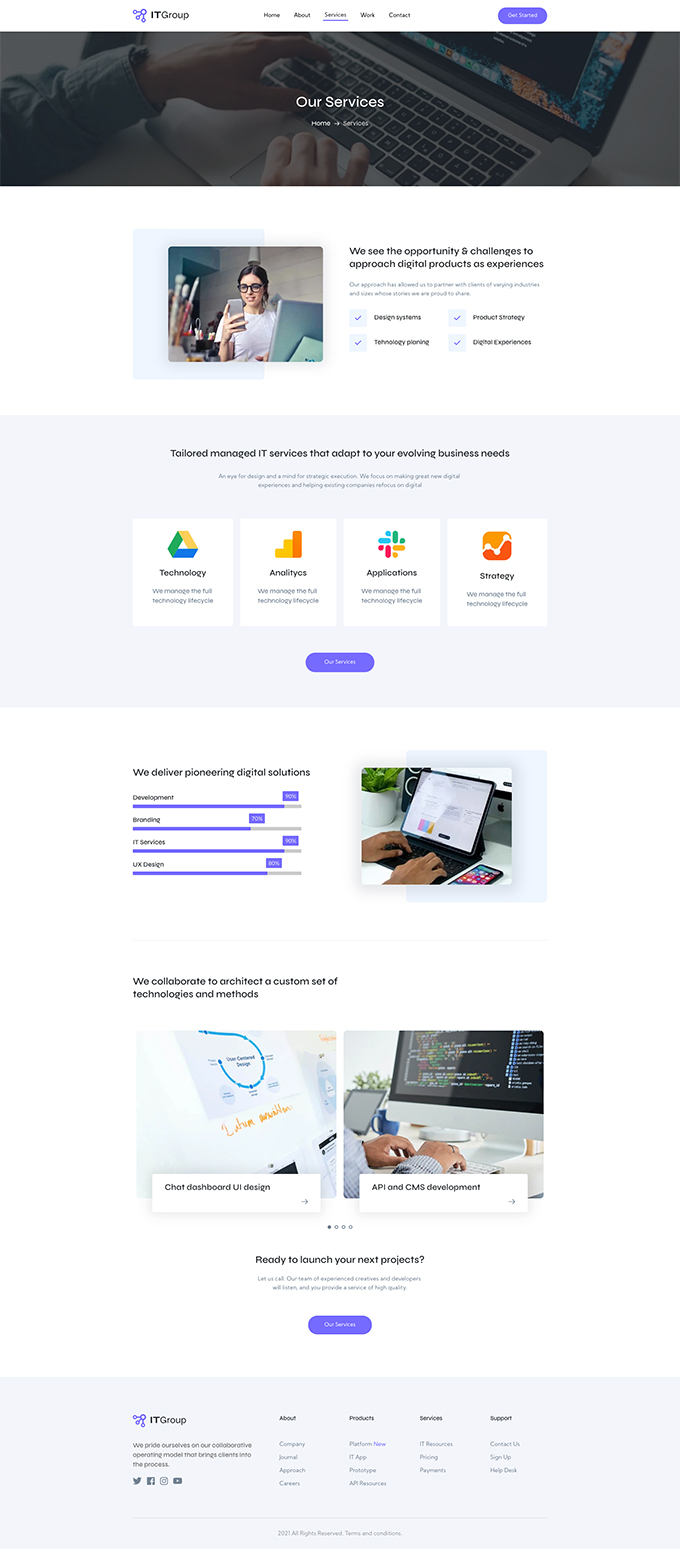 ITGroup
Home About Services Work Contact
Get Started
Our Services
Home → Services
We see the opportunity & challenges to
approach digital products as experiences
Our approach has allowed us to partner with clients of varying industries
and sizes whose stories we are proud to share.
Design systems
Product Strategy
Tehnology planing
Digital Experiences
Tailored managed IT services that adapt to your evolving business needs
An eye for design and a mind for strategic execution. We focus on making great new digital
experiences and helping existing companies refocus on digital
Technology
We manage the full
technology lifecycle
Analitycs
We manage the full
technology lifecycle
Applications
We manage the full
technology lifecycle
Strategy
We manage the full
technology lifecycle
Our Services
We deliver pioneering digital solutions
Development
90%
Branding
70%
IT Services
90%
UX Design
80%
We collaborate to architect a custom set of
technologies and methods
User Centered
Design
Chat dashboard UI design
API and CMS development
Ready to launch your next projects?
Let us call. Our team of experienced creatives and developers
will listen, and you provide a service of high quality.
Our Services
ITGroup
We pride ourselves on our collaborative
operating model that brings clients into
the process.
About
Company
Journal
Approach
Careers
Products
Platform New
IT App
Prototype
API Resources
Services
IT Resources
Pricing
Payments
Support
Contact Us
Sign Up
Help Desk
2021 All Rights Reserved. Terms and conditions.